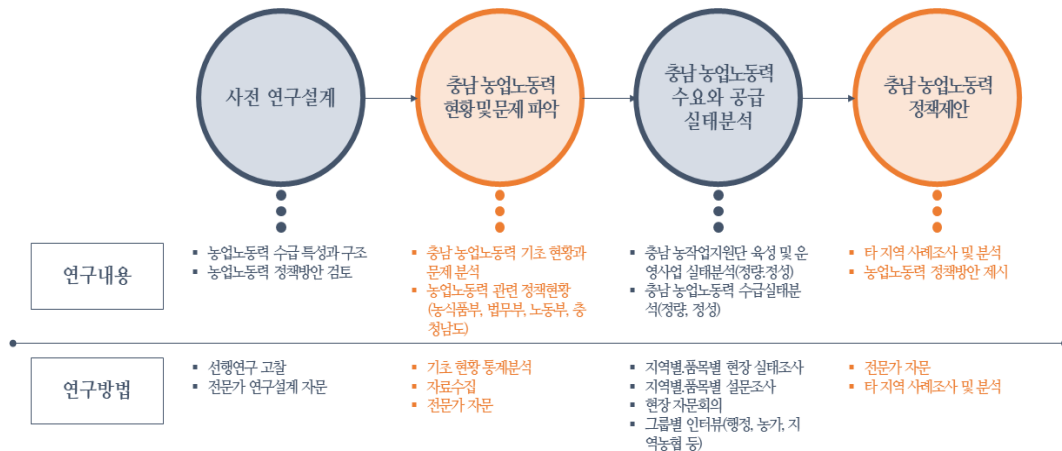 사전 연구설계
충남 농업노동력
현황 및 문제 파악
충남 농업노동력
수요와 공급
실태분석
충남 농업노동력
정책제안
연구내용
▪ 농업노동력 수급 특성과 구조
▪ 농업노동력 정책방안 검토
▪ 충남 농업노동력 기초 현황과
문제 분석
▪ 농업노동력 관련 정책현황
(농식품부, 법무부, 노동부, 충
청남도)
▪ 충남 농작업지원단 육성 및 운
영사업 실태분석(정량.정성)
▪ 충남 농업노동력 수급실태분
석(정량, 정성)
▪ 타 지역 사례조사 및 분석
▪ 농업노동력 정책방안 제시
연구방법
▪ 선행연구 고찰
▪ 전문가 연구설계 자문
▪ 기초 현황 통계분석
▪ 자료수집
▪ 전문가 자문
▪ 지역별.품목별 현장 실태조사
▪ 지역별.품목별 설문조사
▪ 현장 자문회의
▪ 그룹별 인터뷰(행정, 농가, 지
역농협 등)
▪ 전문가 자문
▪ 타 지역 사례조사 및 분석